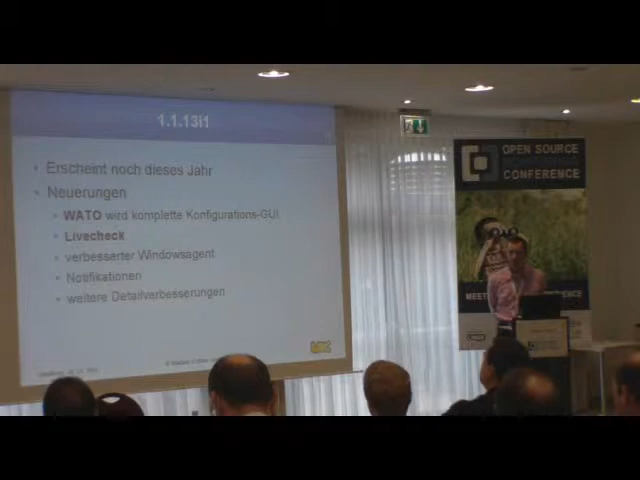 1.1.13i1
• Erscheint noch dieses Jahr
• Neuerungen
• WATO wird komplette Konfigurations-GUI
• Livecheck
• verbesserter Windowsagent
• Notifikationen
• weitere Detailverbesserungen
OPEN SOURCE
MONITORING
CONFERENCE